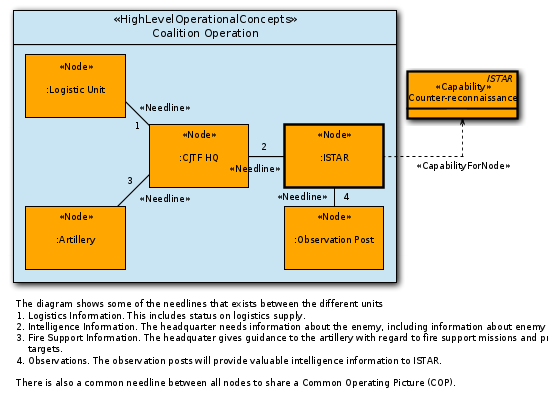 «HighLevelOperationalConcepts»
Coalition Operation
«Node»
:Logistic Unit
«Needline»
1
ISTAR
«Capability»
Counter-reconnaissance
«Node»
:CJTF HQ
2
«Needline»
«Node»
:ISTAR
«CapabilityForNode»
3
«Needline»
«Needline»
4
«Node»
:Artillery
«Node»
:Observation Post
The diagram shows some of the needlines that exists between the different units
1. Logistics Information. This includes status on logistics supply.
2. Intelligence Information. The headquarter needs information about the enemy, including information about enemy
3. Fire Support Information. The headquater gives guidance to the artillery with regard to fire support missions and
targets.
4. Observations. The observation posts will provide valuable intelligence information to ISTAR.
There is also a common needline between all nodes to share a Common Operating Picture (COP).